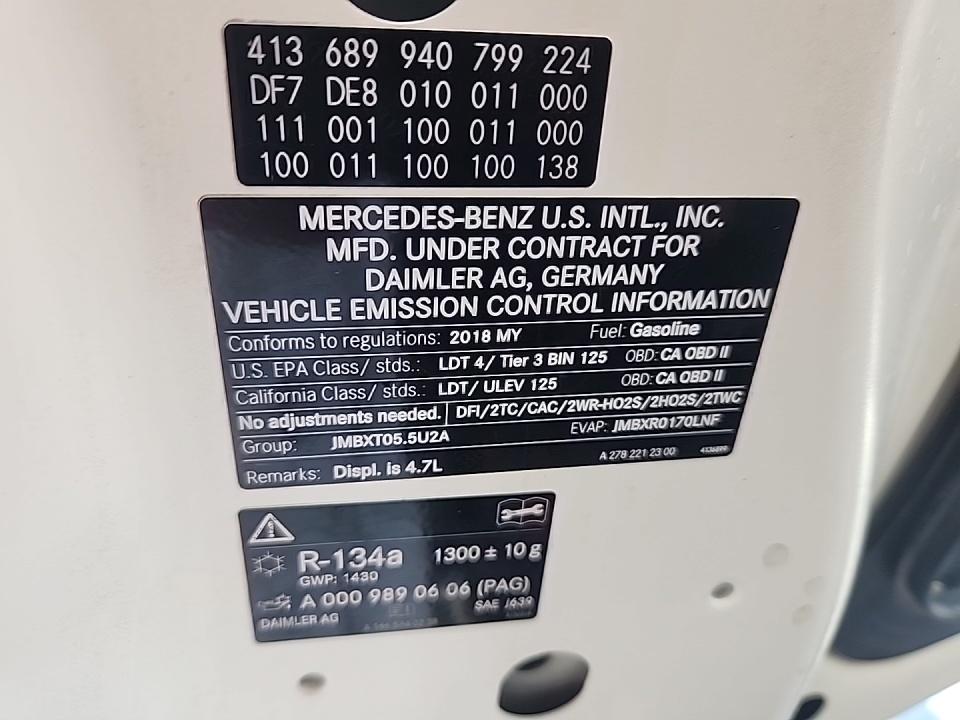 413 689 940 799 224
DF7 DE8 010 011 000
111 001 100 011 000
100 011 100 100 138
MERCEDES-BENZ U.S. INTL., INC.
MFD. UNDER CONTRACT FOR
DAIMLER AG, GERMANY
VEHICLE EMISSION CONTROL INFORMATION
Conforms to regulations: 2018 MY Fuel: Gasoline
U.S. EPA Class/ stds.: LDT 4/ Tier 3 BIN 125 OBD: CA OBD II
California Class/ stds.: LDT/ ULEV 125 OBD: CA OBD II
No adjustments needed. DFI/2TC/CAC/2WR-HO2S/2HO2S/2TWC
Group: JMBXT05.5U2A EVAP: JMBXR0170LNF
Remarks: Displ. is 4.7L A 278 221 23 00
R-134a 1300 ± 10 g
GWP: 1430
A 000 989 06 06 (PAG)
SAE J639
DAIMLER AG